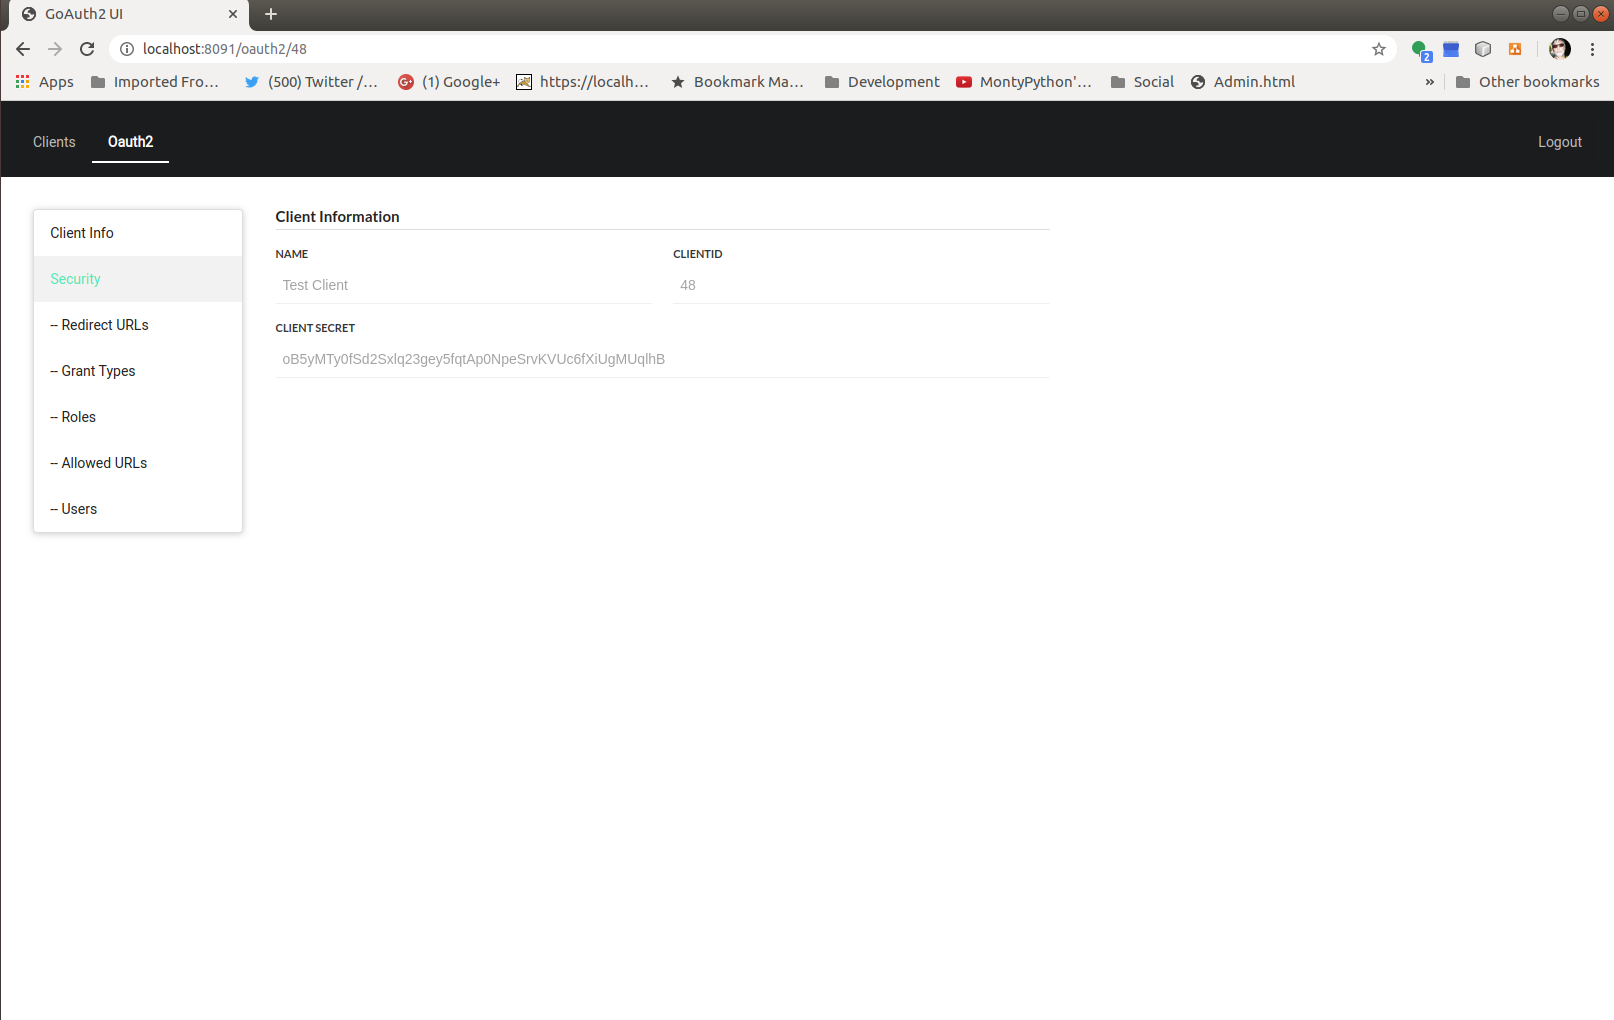 GoAuth2 UI
localhost:8091/oauth2/48
2
Apps Imported Fro... (500) Twitter /... (1) Google+ https://localh... Bookmark Ma... Development MontyPython'... Social Admin.html » Other bookmarks
Clients Oauth2 Logout
Client Info
Security
-- Redirect URLs
-- Grant Types
-- Roles
-- Allowed URLs
-- Users
Client Information
NAME CLIENTID
Test Client 48
CLIENT SECRET
oB5yMTy0fSd2Sxlq23gey5fqtAp0NpeSrvKVUc6fXiUgMUqlhB